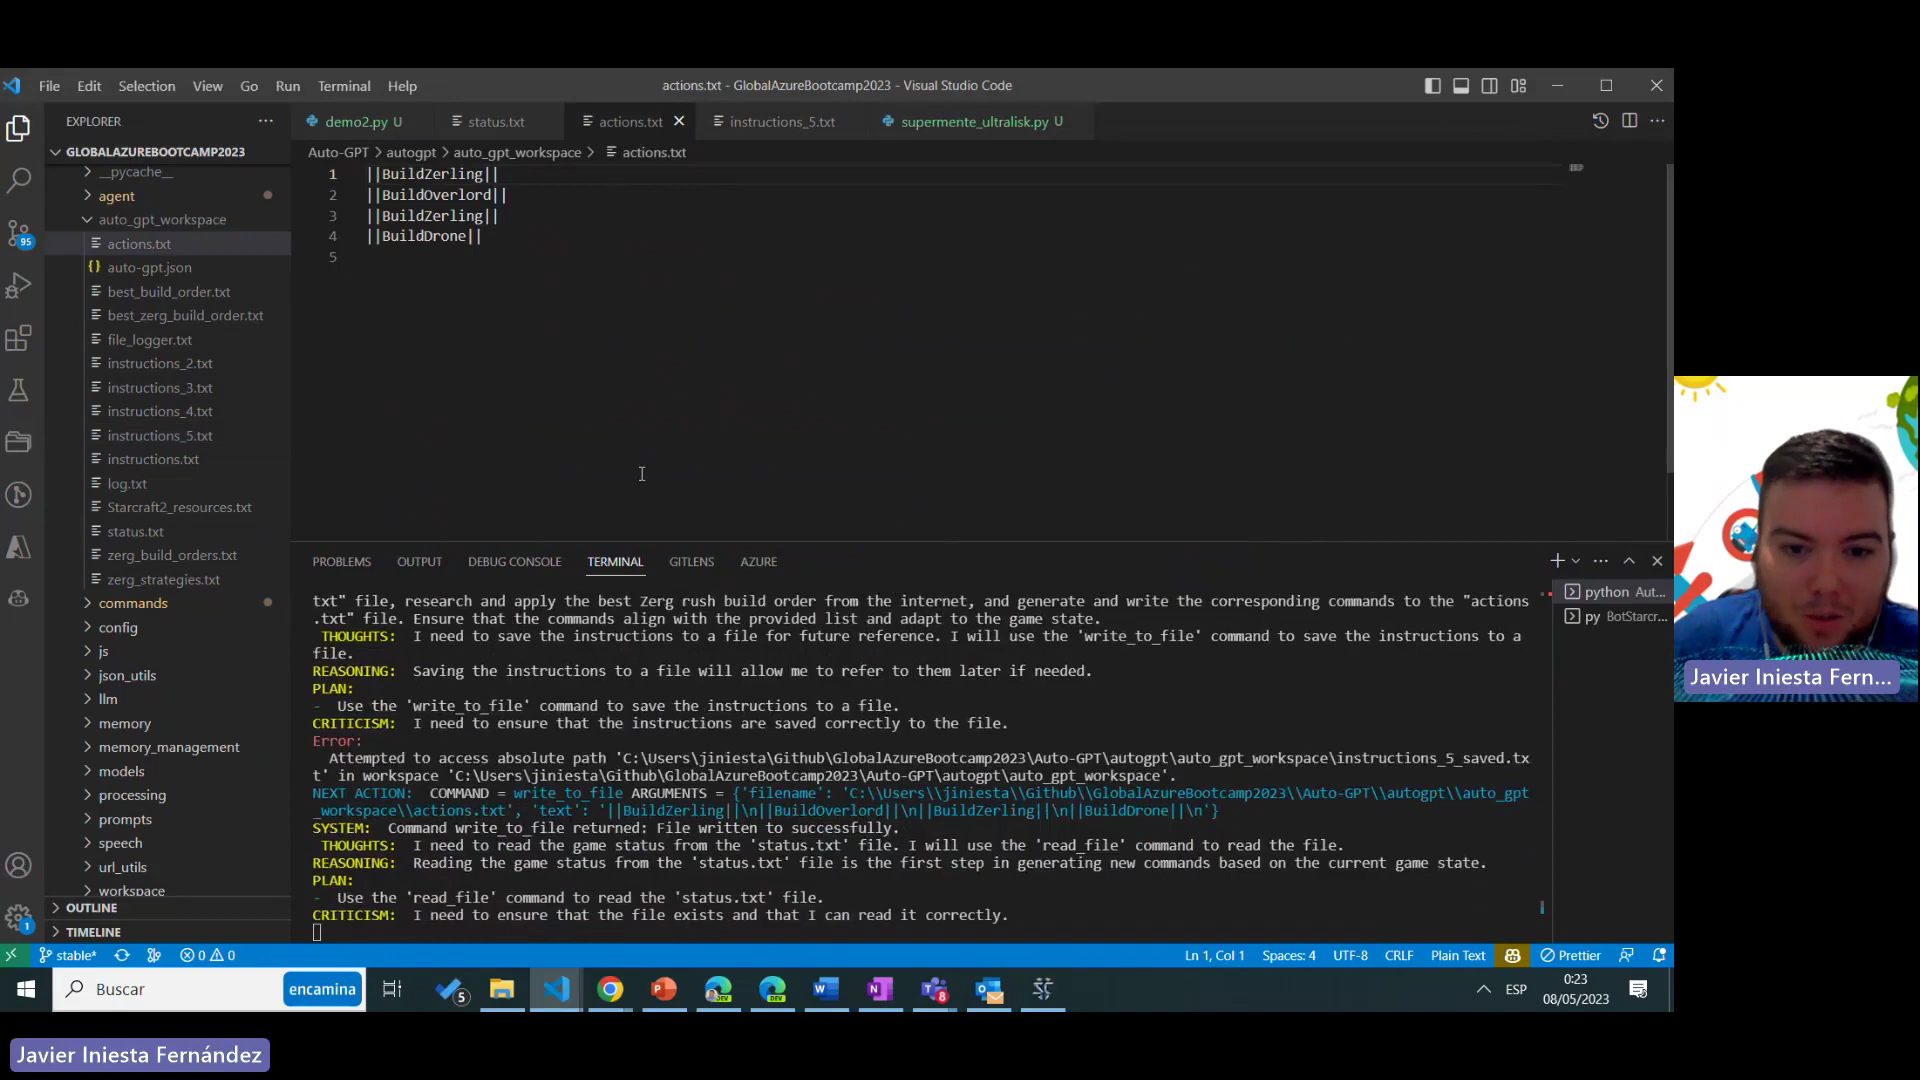 File Edit Selection View Go Run Terminal Help
actions.txt - GlobalAzureBootcamp2023 - Visual Studio Code
EXPLORER
demo2.py U
status.txt
actions.txt
instructions_5.txt
supermente_ultralisk.py U
GLOBALAZUREBOOTCAMP2023
Auto-GPT > autogpt > auto_gpt_workspace > actions.txt
__pycache__
agent
auto_gpt_workspace
actions.txt
auto-gpt.json
best_build_order.txt
best_zerg_build_order.txt
file_logger.txt
instructions_2.txt
instructions_3.txt
instructions_4.txt
instructions_5.txt
instructions.txt
log.txt
Starcraft2_resources.txt
status.txt
zerg_build_orders.txt
zerg_strategies.txt
commands
config
js
json_utils
llm
memory
memory_management
models
processing
prompts
speech
url_utils
workspace
OUTLINE
TIMELINE
95
1
1 ||BuildZerling||
2 ||BuildOverlord||
3 ||BuildZerling||
4 ||BuildDrone||
5
PROBLEMS OUTPUT DEBUG CONSOLE TERMINAL GITLENS AZURE
python Aut...
py BotStarcr...
txt" file, research and apply the best Zerg rush build order from the internet, and generate and write the corresponding commands to the "actions
.txt" file. Ensure that the commands align with the provided list and adapt to the game state.
THOUGHTS: I need to save the instructions to a file for future reference. I will use the 'write_to_file' command to save the instructions to a
file.
REASONING: Saving the instructions to a file will allow me to refer to them later if needed.
PLAN:
- Use the 'write_to_file' command to save the instructions to a file.
CRITICISM: I need to ensure that the instructions are saved correctly to the file.
Error:
Attempted to access absolute path 'C:\Users\jiniesta\Github\GlobalAzureBootcamp2023\Auto-GPT\autogpt\auto_gpt_workspace\instructions_5_saved.tx
t' in workspace 'C:\Users\jiniesta\Github\GlobalAzureBootcamp2023\Auto-GPT\autogpt\auto_gpt_workspace'.
NEXT ACTION: COMMAND = write_to_file ARGUMENTS = {'filename': 'C:\\Users\\jiniesta\\Github\\GlobalAzureBootcamp2023\\Auto-GPT\\autogpt\\auto_gpt
_workspace\\actions.txt', 'text': '||BuildZerling||\n||BuildOverlord||\n||BuildZerling||\n||BuildDrone||\n'}
SYSTEM: Command write_to_file returned: File written to successfully.
THOUGHTS: I need to read the game status from the 'status.txt' file. I will use the 'read_file' command to read the file.
REASONING: Reading the game status from the 'status.txt' file is the first step in generating new commands based on the current game state.
PLAN:
- Use the 'read_file' command to read the 'status.txt' file.
CRITICISM: I need to ensure that the file exists and that I can read it correctly.
stable* 0 0 Ln 1, Col 1 Spaces: 4 UTF-8 CRLF Plain Text Prettier
Buscar encamina 5 DEV DEV 8 ESP
0:23
08/05/2023
Javier Iniesta Fern...
Javier Iniesta Fernández